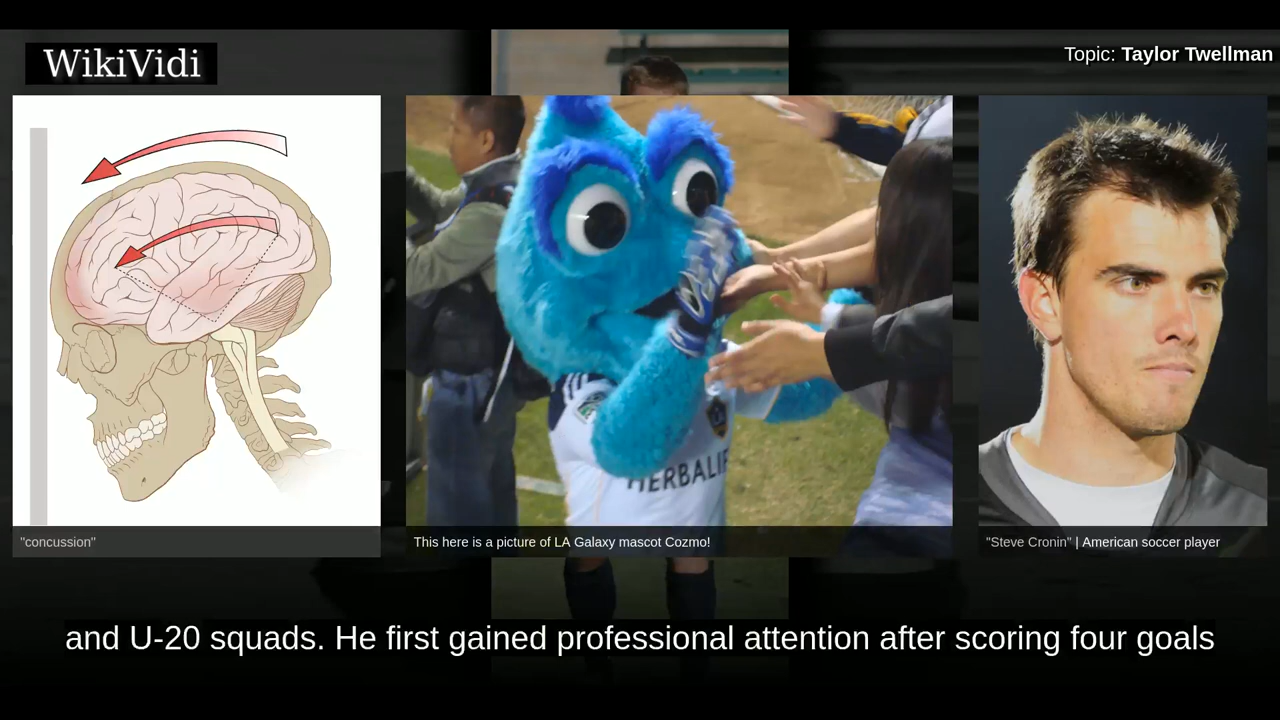 WikiVidi
Topic: Taylor Twellman
HERBALIF
"concussion"
This here is a picture of LA Galaxy mascot Cozmo!
"Steve Cronin" | American soccer player
and U-20 squads. He first gained professional attention after scoring four goals